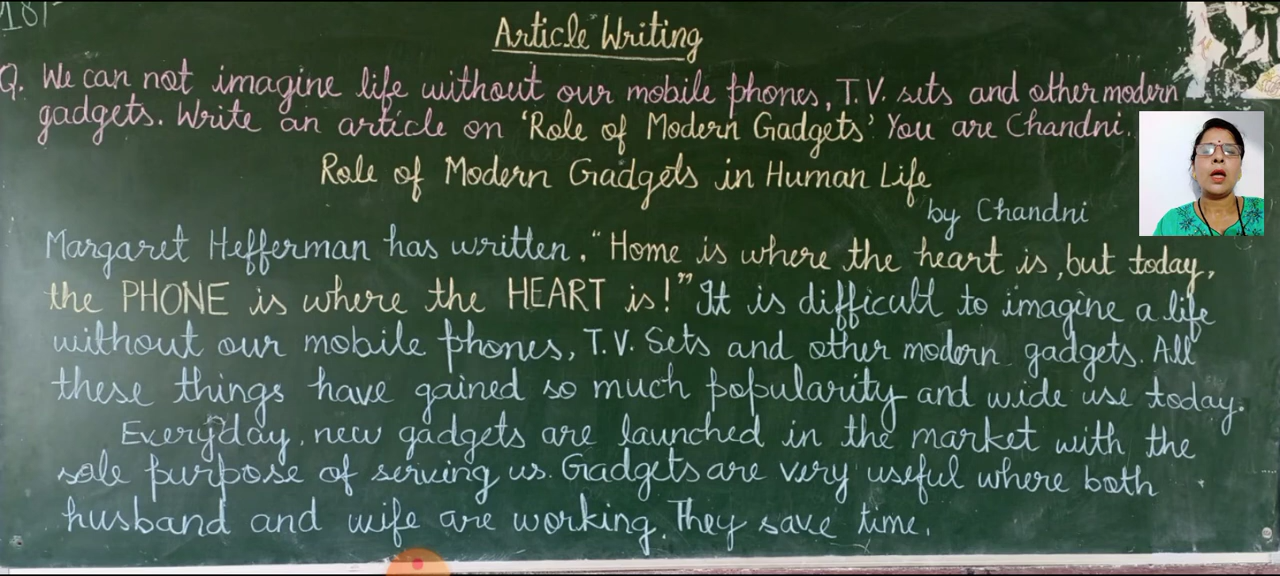 18/-
Article Writing
Q. We can not imagine life without our mobile phones, T.V. sets and other modern
gadgets. Write an article on 'Role of Modern Gadgets'. You are Chandni.
Role of Modern Gadgets in Human Life
by Chandni
Margaret Hefferman has written, "Home is where the heart is, but today,
the PHONE is where the HEART is!" It is difficult to imagine a life
without our mobile phones, T.V. Sets and other modern gadgets. All
these things have gained so much popularity and wide use today.
Everyday, new gadgets are launched in the market with the
sole purpose of serving us. Gadgets are very useful where both
husband and wife are working. They save time.